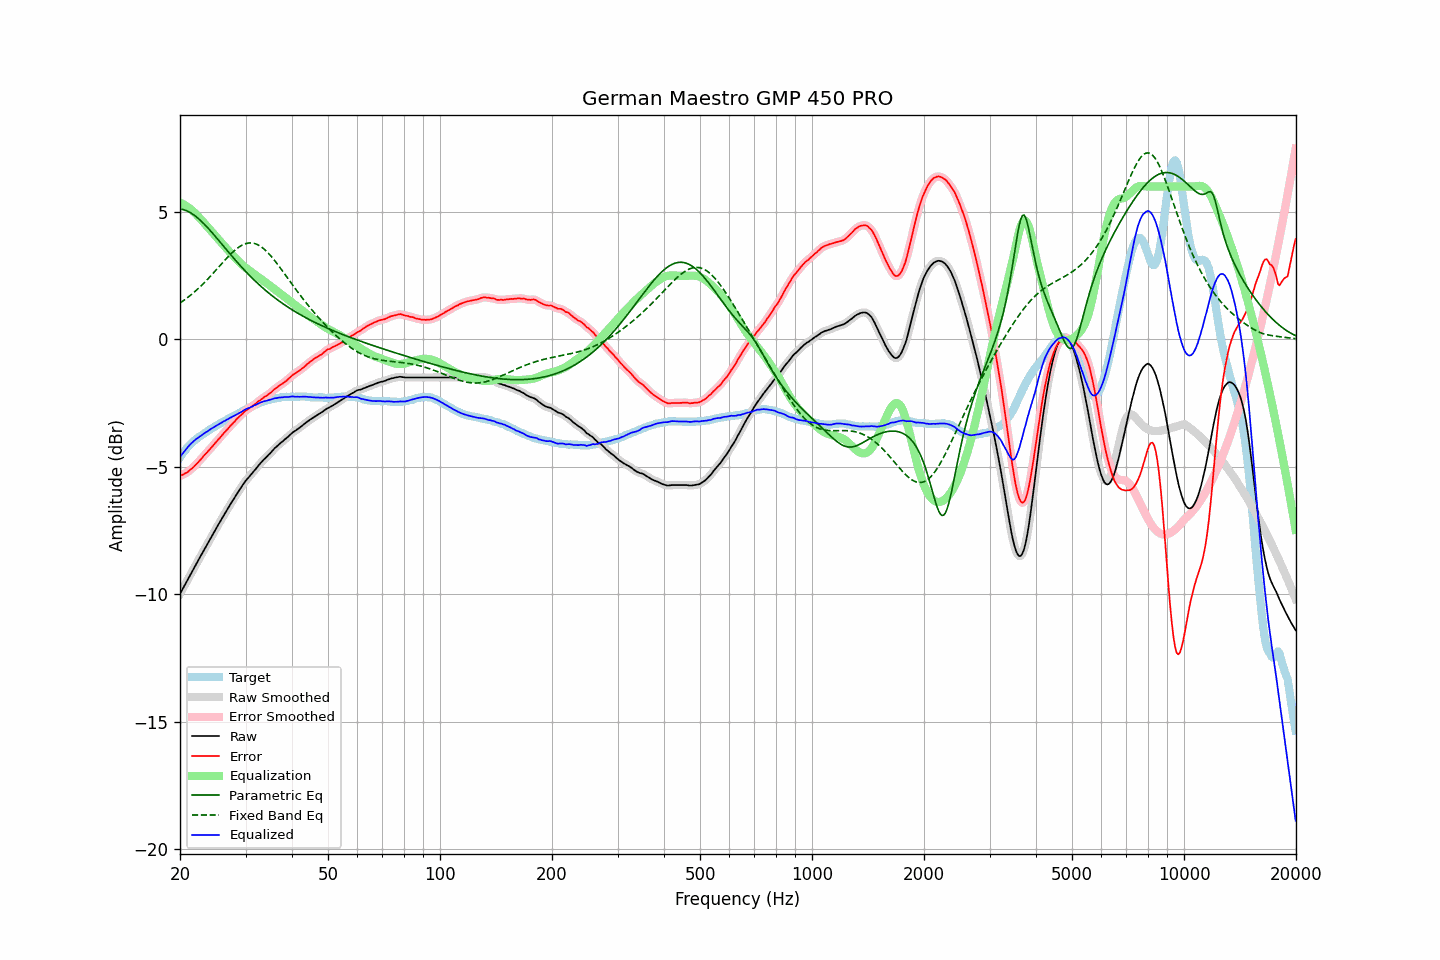 German Maestro GMP 450 PRO
Amplitude (dBr)
5
0
−5
−10
−15
−20
Target
Raw Smoothed
Error Smoothed
Raw
Error
Equalization
Parametric Eq
Fixed Band Eq
Equalized
20 50 100 200 500 1000 2000 5000 10000 20000
Frequency (Hz)